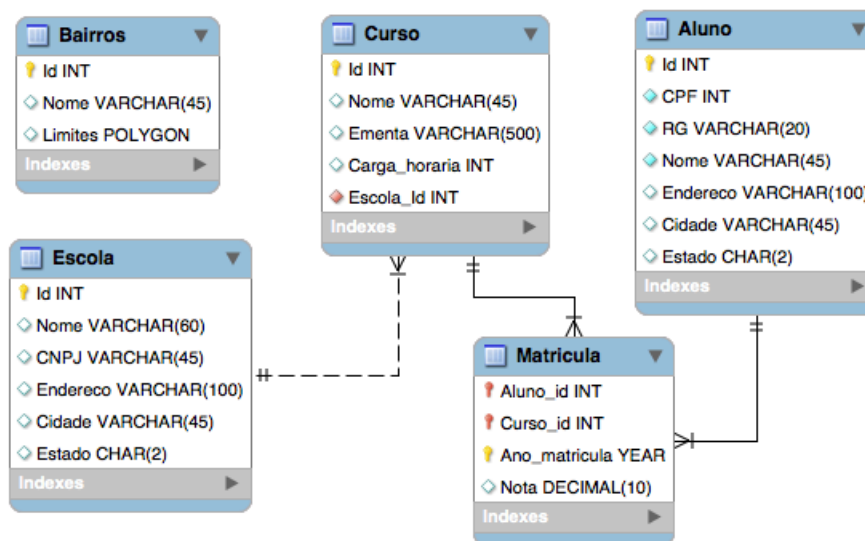 Bairros
Id INT
Nome VARCHAR(45)
Limites POLYGON
Indexes
Curso
Id INT
Nome VARCHAR(45)
Ementa VARCHAR(500)
Carga_horaria INT
Escola_Id INT
Indexes
Aluno
Id INT
CPF INT
RG VARCHAR(20)
Nome VARCHAR(45)
Endereco VARCHAR(100)
Cidade VARCHAR(45)
Estado CHAR(2)
Indexes
Escola
Id INT
Nome VARCHAR(60)
CNPJ VARCHAR(45)
Endereco VARCHAR(100)
Cidade VARCHAR(45)
Estado CHAR(2)
Indexes
Matricula
Aluno_id INT
Curso_id INT
Ano_matricula YEAR
Nota DECIMAL(10)
Indexes